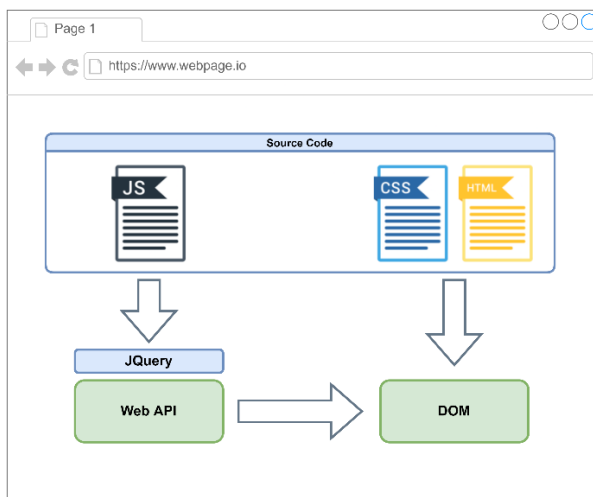 Page 1
https://www.webpage.io
Source Code
JS
CSS
HTML
JQuery
Web API
DOM